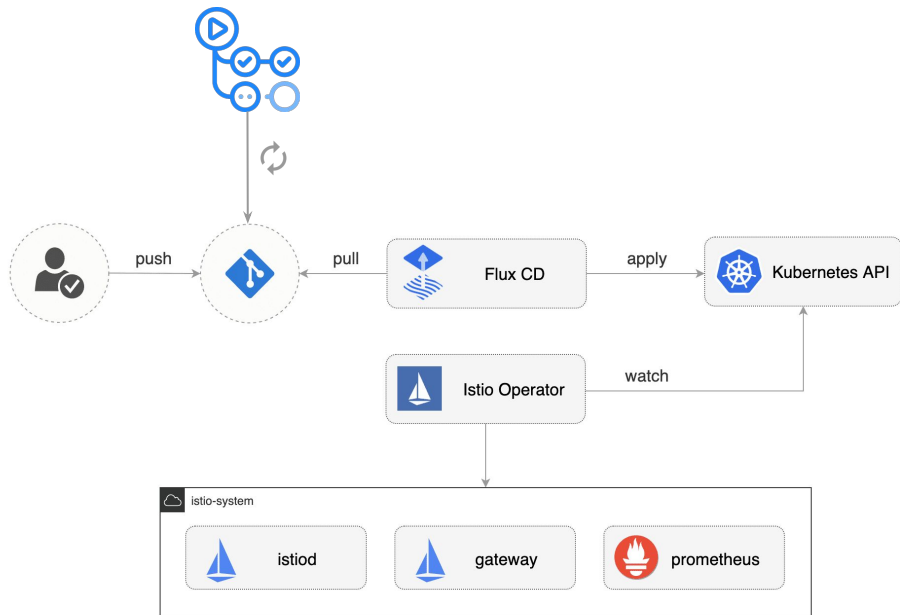 push
pull
Flux CD
apply
Kubernetes API
Istio Operator
watch
istio-system
istiod
gateway
prometheus